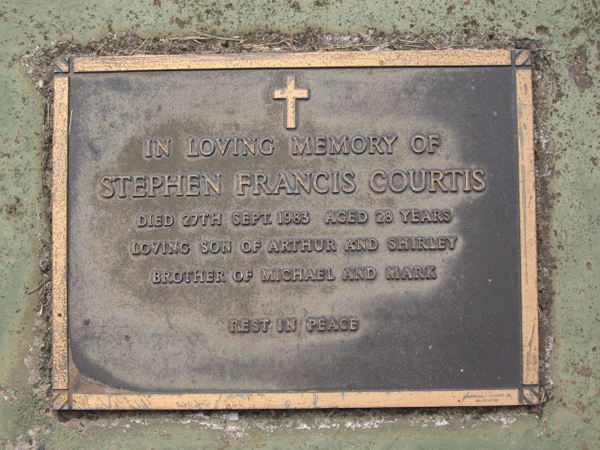 IN LOVING MEMORY OF
STEPHEN FRANCIS COURTIS
DIED 27TH SEPT. 1983 AGED 28 YEARS
LOVING SON OF ARTHUR AND SHIRLEY
BROTHER OF MICHAEL AND MARK
REST IN PEACE